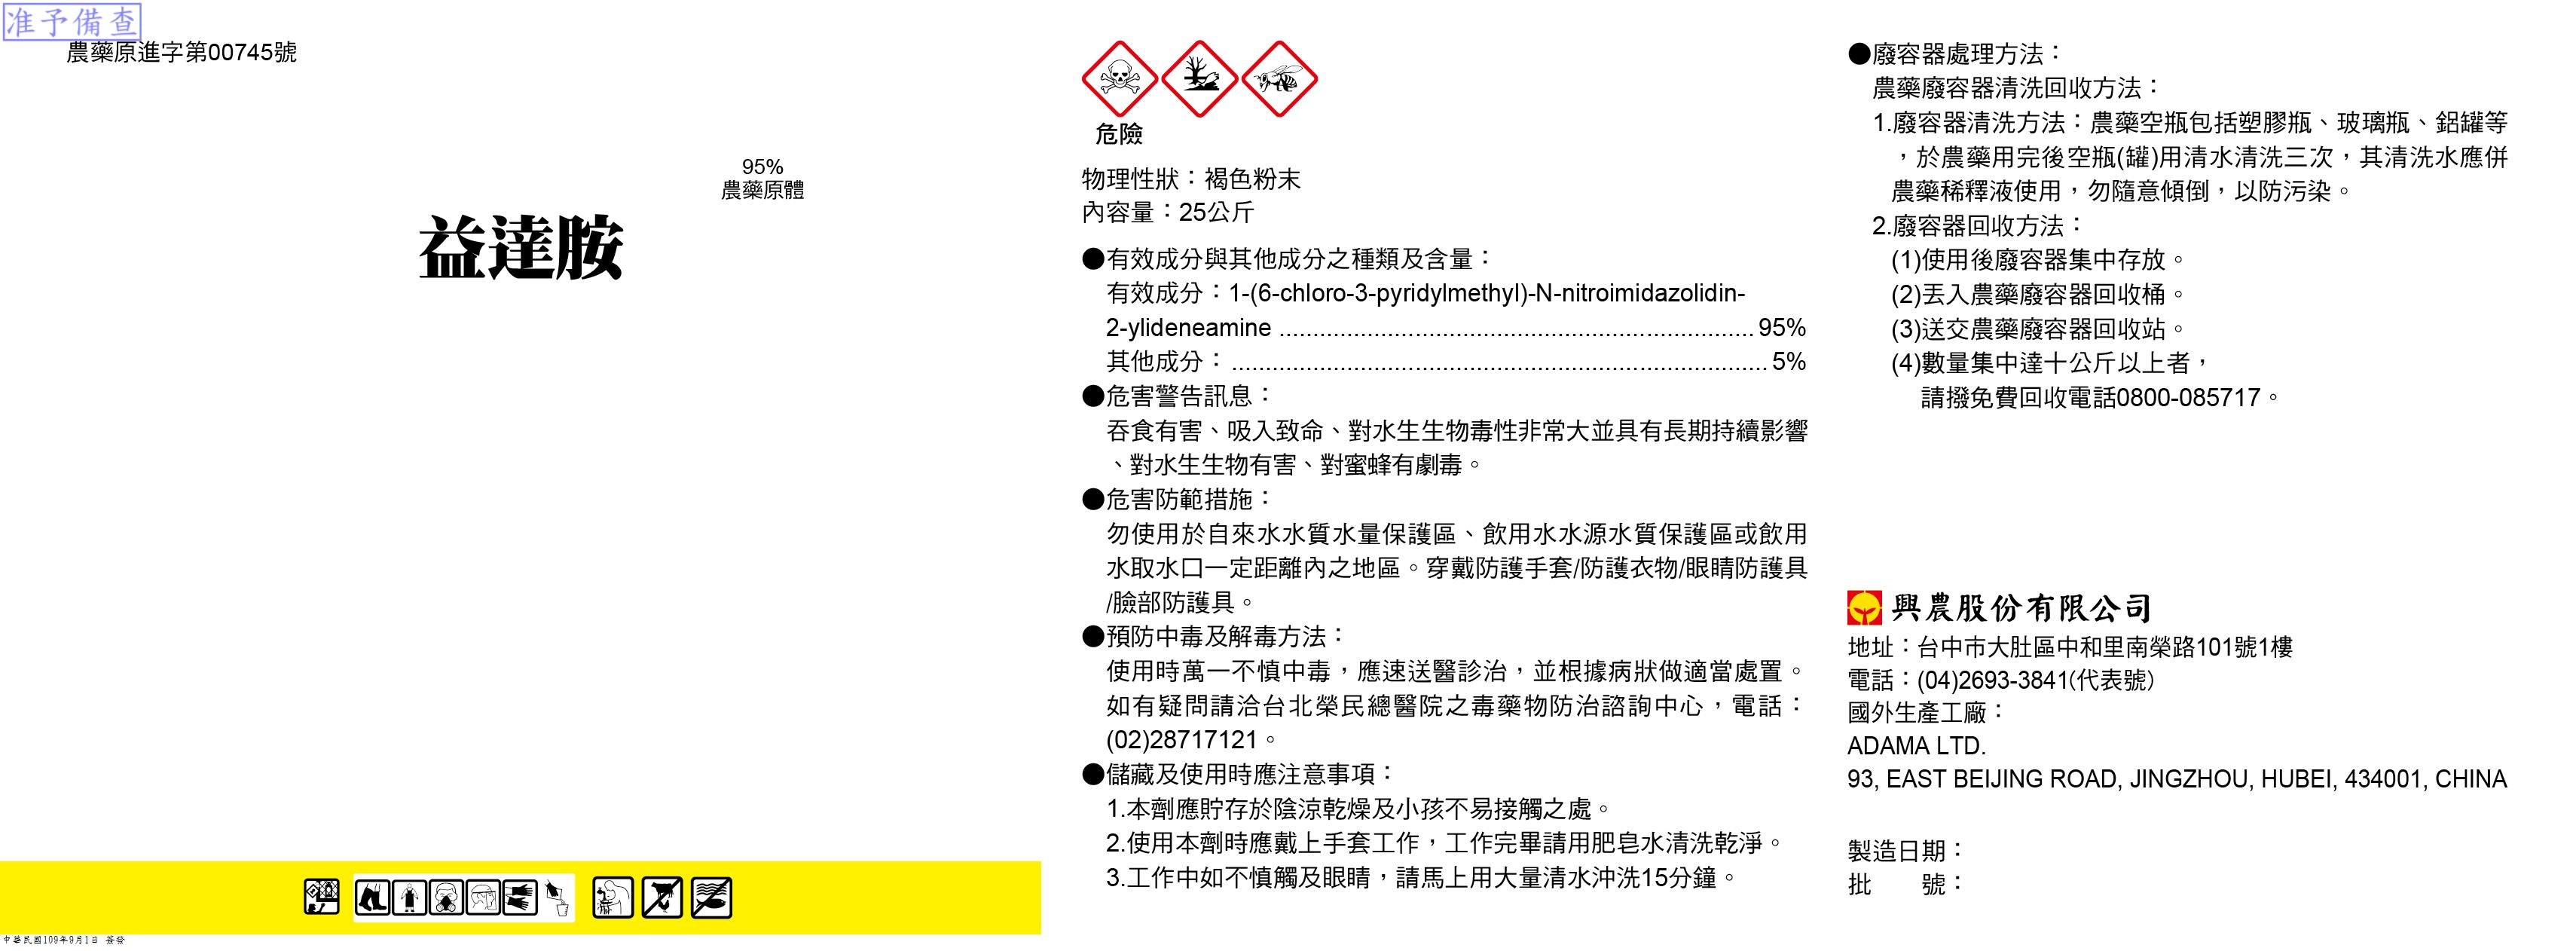 准予備查
農藥原進字第00745號
95%
農藥原體
益達胺
中華民國109年9月1日 簽發
危險
物理性狀：褐色粉末
內容量：25公斤
●有效成分與其他成分之種類及含量：
有效成分：1-(6-chloro-3-pyridylmethyl)-N-nitroimidazolidin-
2-ylideneamine ...................................................................... 95%
其他成分：............................................................................... 5%
●危害警告訊息：
吞食有害、吸入致命、對水生生物毒性非常大並具有長期持續影響
、對水生生物有害、對蜜蜂有劇毒。
●危害防範措施：
勿使用於自來水水質水量保護區、飲用水水源水質保護區或飲用
水取水口一定距離內之地區。穿戴防護手套/防護衣物/眼睛防護具
/臉部防護具。
●預防中毒及解毒方法：
使用時萬一不慎中毒，應速送醫診治，並根據病狀做適當處置。
如有疑問請洽台北榮民總醫院之毒藥物防治諮詢中心，電話：
(02)28717121。
●儲藏及使用時應注意事項：
1.本劑應貯存於陰涼乾燥及小孩不易接觸之處。
2.使用本劑時應戴上手套工作，工作完畢請用肥皂水清洗乾淨。
3.工作中如不慎觸及眼睛，請馬上用大量清水沖洗15分鐘。
●廢容器處理方法：
農藥廢容器清洗回收方法：
1.廢容器清洗方法：農藥空瓶包括塑膠瓶、玻璃瓶、鋁罐等
，於農藥用完後空瓶(罐)用清水清洗三次，其清洗水應併
農藥稀釋液使用，勿隨意傾倒，以防污染。
2.廢容器回收方法：
(1)使用後廢容器集中存放。
(2)丟入農藥廢容器回收桶。
(3)送交農藥廢容器回收站。
(4)數量集中達十公斤以上者，
請撥免費回收電話0800-085717。
興農股份有限公司
地址：台中市大肚區中和里南榮路101號1樓
電話：(04)2693-3841(代表號)
國外生產工廠：
ADAMA LTD.
93, EAST BEIJING ROAD, JINGZHOU, HUBEI, 434001, CHINA
製造日期：
批　　號：